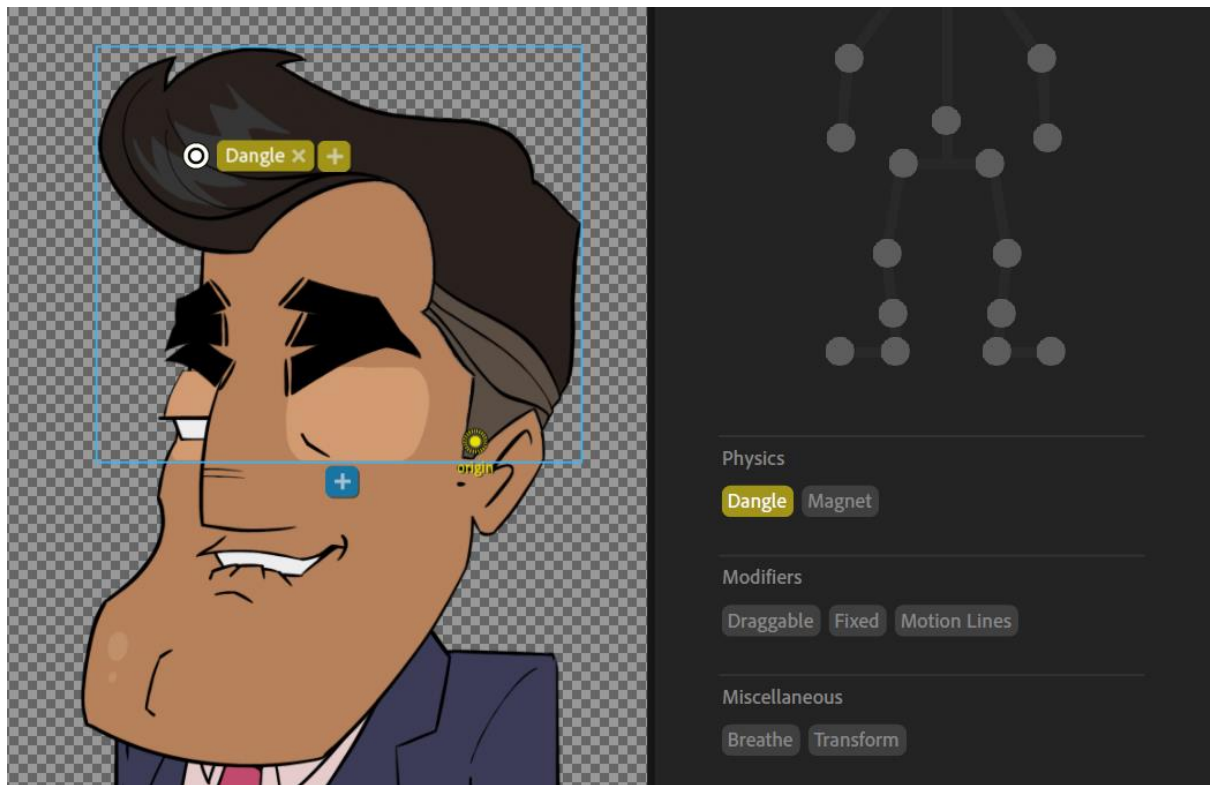 Dangle
origin
Physics
Dangle Magnet
Modifiers
Draggable Fixed Motion Lines
Miscellaneous
Breathe Transform